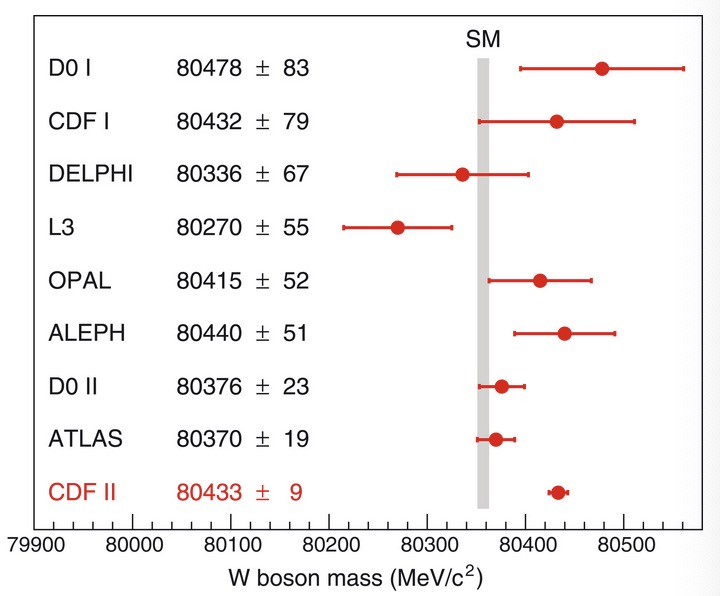 SM
D0 I 80478 ± 83
CDF I 80432 ± 79
DELPHI 80336 ± 67
L3 80270 ± 55
OPAL 80415 ± 52
ALEPH 80440 ± 51
D0 II 80376 ± 23
ATLAS 80370 ± 19
CDF II 80433 ± 9
79900 80000 80100 80200 80300 80400 80500
W boson mass (MeV/c²)